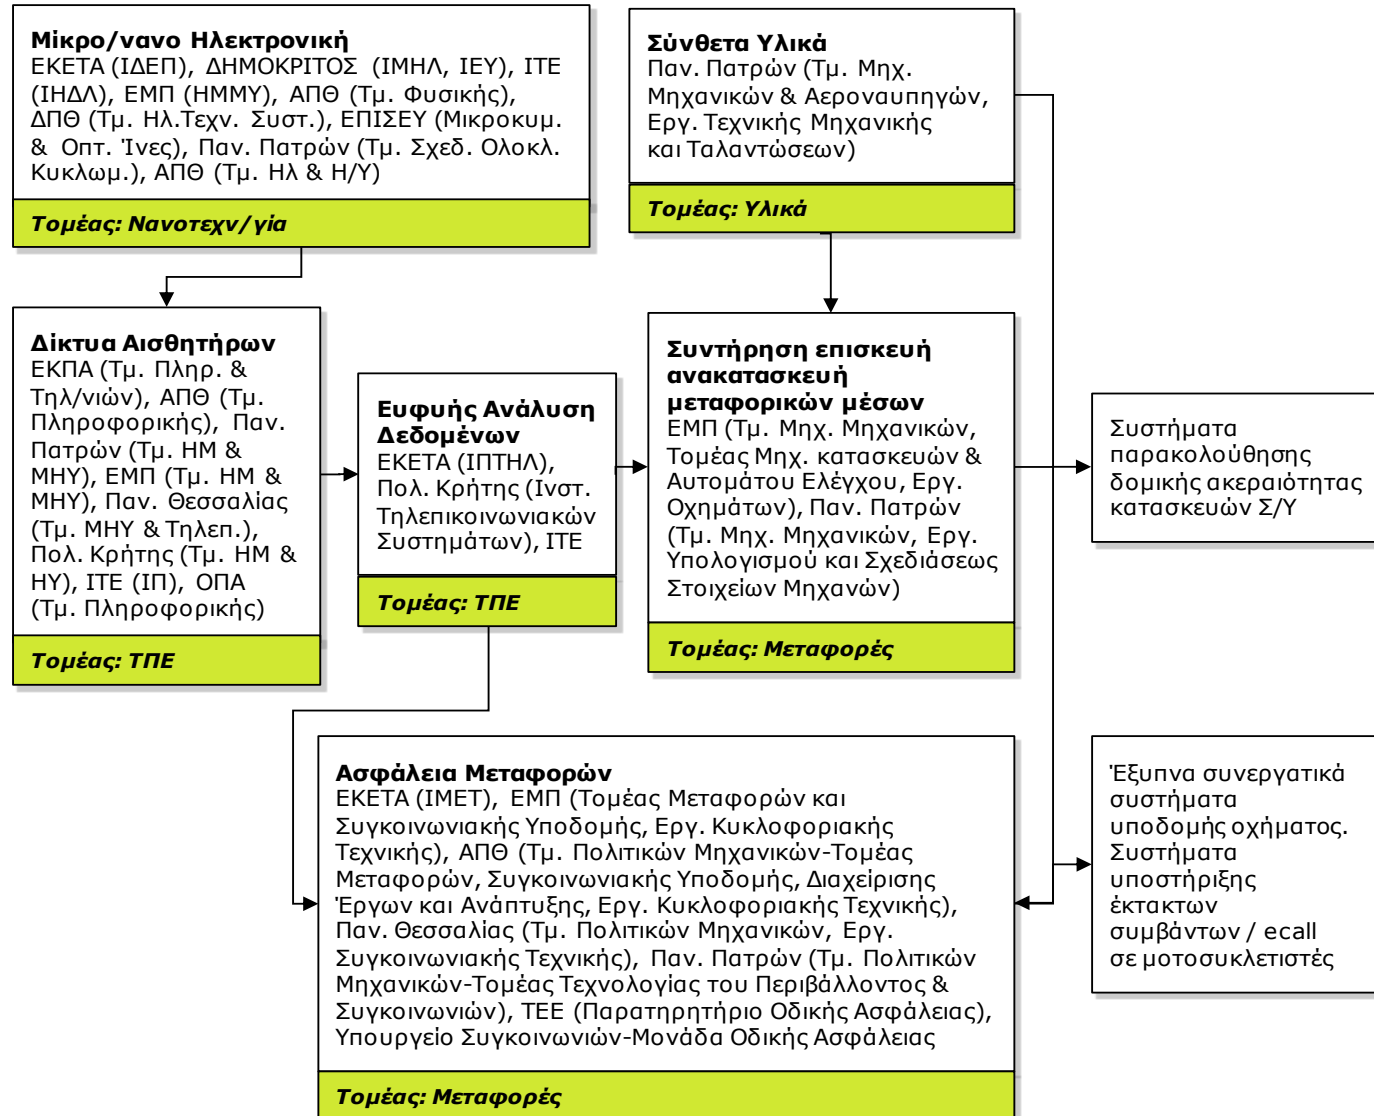 Μίκρο/νανο Ηλεκτρονική
ΕΚΕΤΑ (ΙΔΕΠ), ΔΗΜΟΚΡΙΤΟΣ (ΙΜΗΛ, ΙΕΥ), ΙΤΕ
(ΙΗΔΛ), ΕΜΠ (ΗΜΜΥ), ΑΠΘ (Τμ. Φυσικής),
ΔΠΘ (Τμ. Ηλ.Τεχν. Συστ.), ΕΠΙΣΕΥ (Μικροκυμ.
& Οπτ. Ίνες), Παν. Πατρών (Τμ. Σχεδ. Ολοκλ.
Κυκλωμ.), ΑΠΘ (Τμ. Ηλ & Η/Υ)
Τομέας: Νανοτεχν/γία
Σύνθετα Υλικά
Παν. Πατρών (Τμ. Μηχ.
Μηχανικών & Αεροναυπηγών,
Εργ. Τεχνικής Μηχανικής
και Ταλαντώσεων)
Τομέας: Υλικά
Δίκτυα Αισθητήρων
ΕΚΠΑ (Τμ. Πληρ. &
Τηλ/νιών), ΑΠΘ (Τμ.
Πληροφορικής), Παν.
Πατρών (Τμ. ΗΜ &
ΜΗΥ), ΕΜΠ (Τμ. ΗΜ &
ΜΗΥ), Παν. Θεσσαλίας
(Τμ. ΜΗΥ & Τηλεπ.),
Πολ. Κρήτης (Τμ. ΗΜ &
ΗΥ), ΙΤΕ (ΙΠ), ΟΠΑ
(Τμ. Πληροφορικής)
Τομέας: ΤΠΕ
Ευφυής Ανάλυση
Δεδομένων
ΕΚΕΤΑ (ΙΠΤΗΛ),
Πολ. Κρήτης (Ινστ.
Τηλεπικοινωνιακών
Συστημάτων), ΙΤΕ
Τομέας: ΤΠΕ
Συντήρηση επισκευή
ανακατασκευή
μεταφορικών μέσων
ΕΜΠ (Τμ. Μηχ. Μηχανικών,
Τομέας Μηχ. κατασκευών &
Αυτομάτου Ελέγχου, Εργ.
Οχημάτων), Παν. Πατρών
(Τμ. Μηχ. Μηχανικών, Εργ.
Υπολογισμού και Σχεδιάσεως
Στοιχείων Μηχανών)
Τομέας: Μεταφορές
Συστήματα
παρακολούθησης
δομικής ακεραιότητας
κατασκευών Σ/Υ
Ασφάλεια Μεταφορών
ΕΚΕΤΑ (ΙΜΕΤ), ΕΜΠ (Τομέας Μεταφορών και
Συγκοινωνιακής Υποδομής, Εργ. Κυκλοφοριακής
Τεχνικής), ΑΠΘ (Τμ. Πολιτικών Μηχανικών-Τομέας
Μεταφορών, Συγκοινωνιακής Υποδομής, Διαχείρισης
Έργων και Ανάπτυξης, Εργ. Κυκλοφοριακής Τεχνικής),
Παν. Θεσσαλίας (Τμ. Πολιτικών Μηχανικών, Εργ.
Συγκοινωνιακής Τεχνικής), Παν. Πατρών (Τμ. Πολιτικών
Μηχανικών-Τομέας Τεχνολογίας του Περιβάλλοντος &
Συγκοινωνιών), ΤΕΕ (Παρατηρητήριο Οδικής Ασφάλειας),
Υπουργείο Συγκοινωνιών-Μονάδα Οδικής Ασφάλειας
Τομέας: Μεταφορές
Έξυπνα συνεργατικά
συστήματα
υποδομής οχήματος.
Συστήματα
υποστήριξης
έκτακτων
συμβάντων / ecall
σε μοτοσυκλετιστές